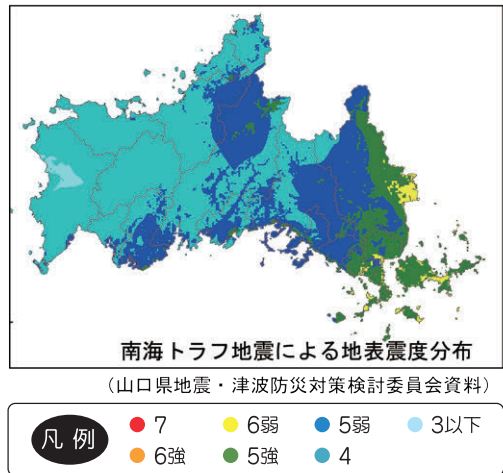 南海トラフ地震による地表震度分布
(山口県地震・津波防災対策検討委員会資料)
凡例
7 6弱 5弱 3以下
6強 5強 4